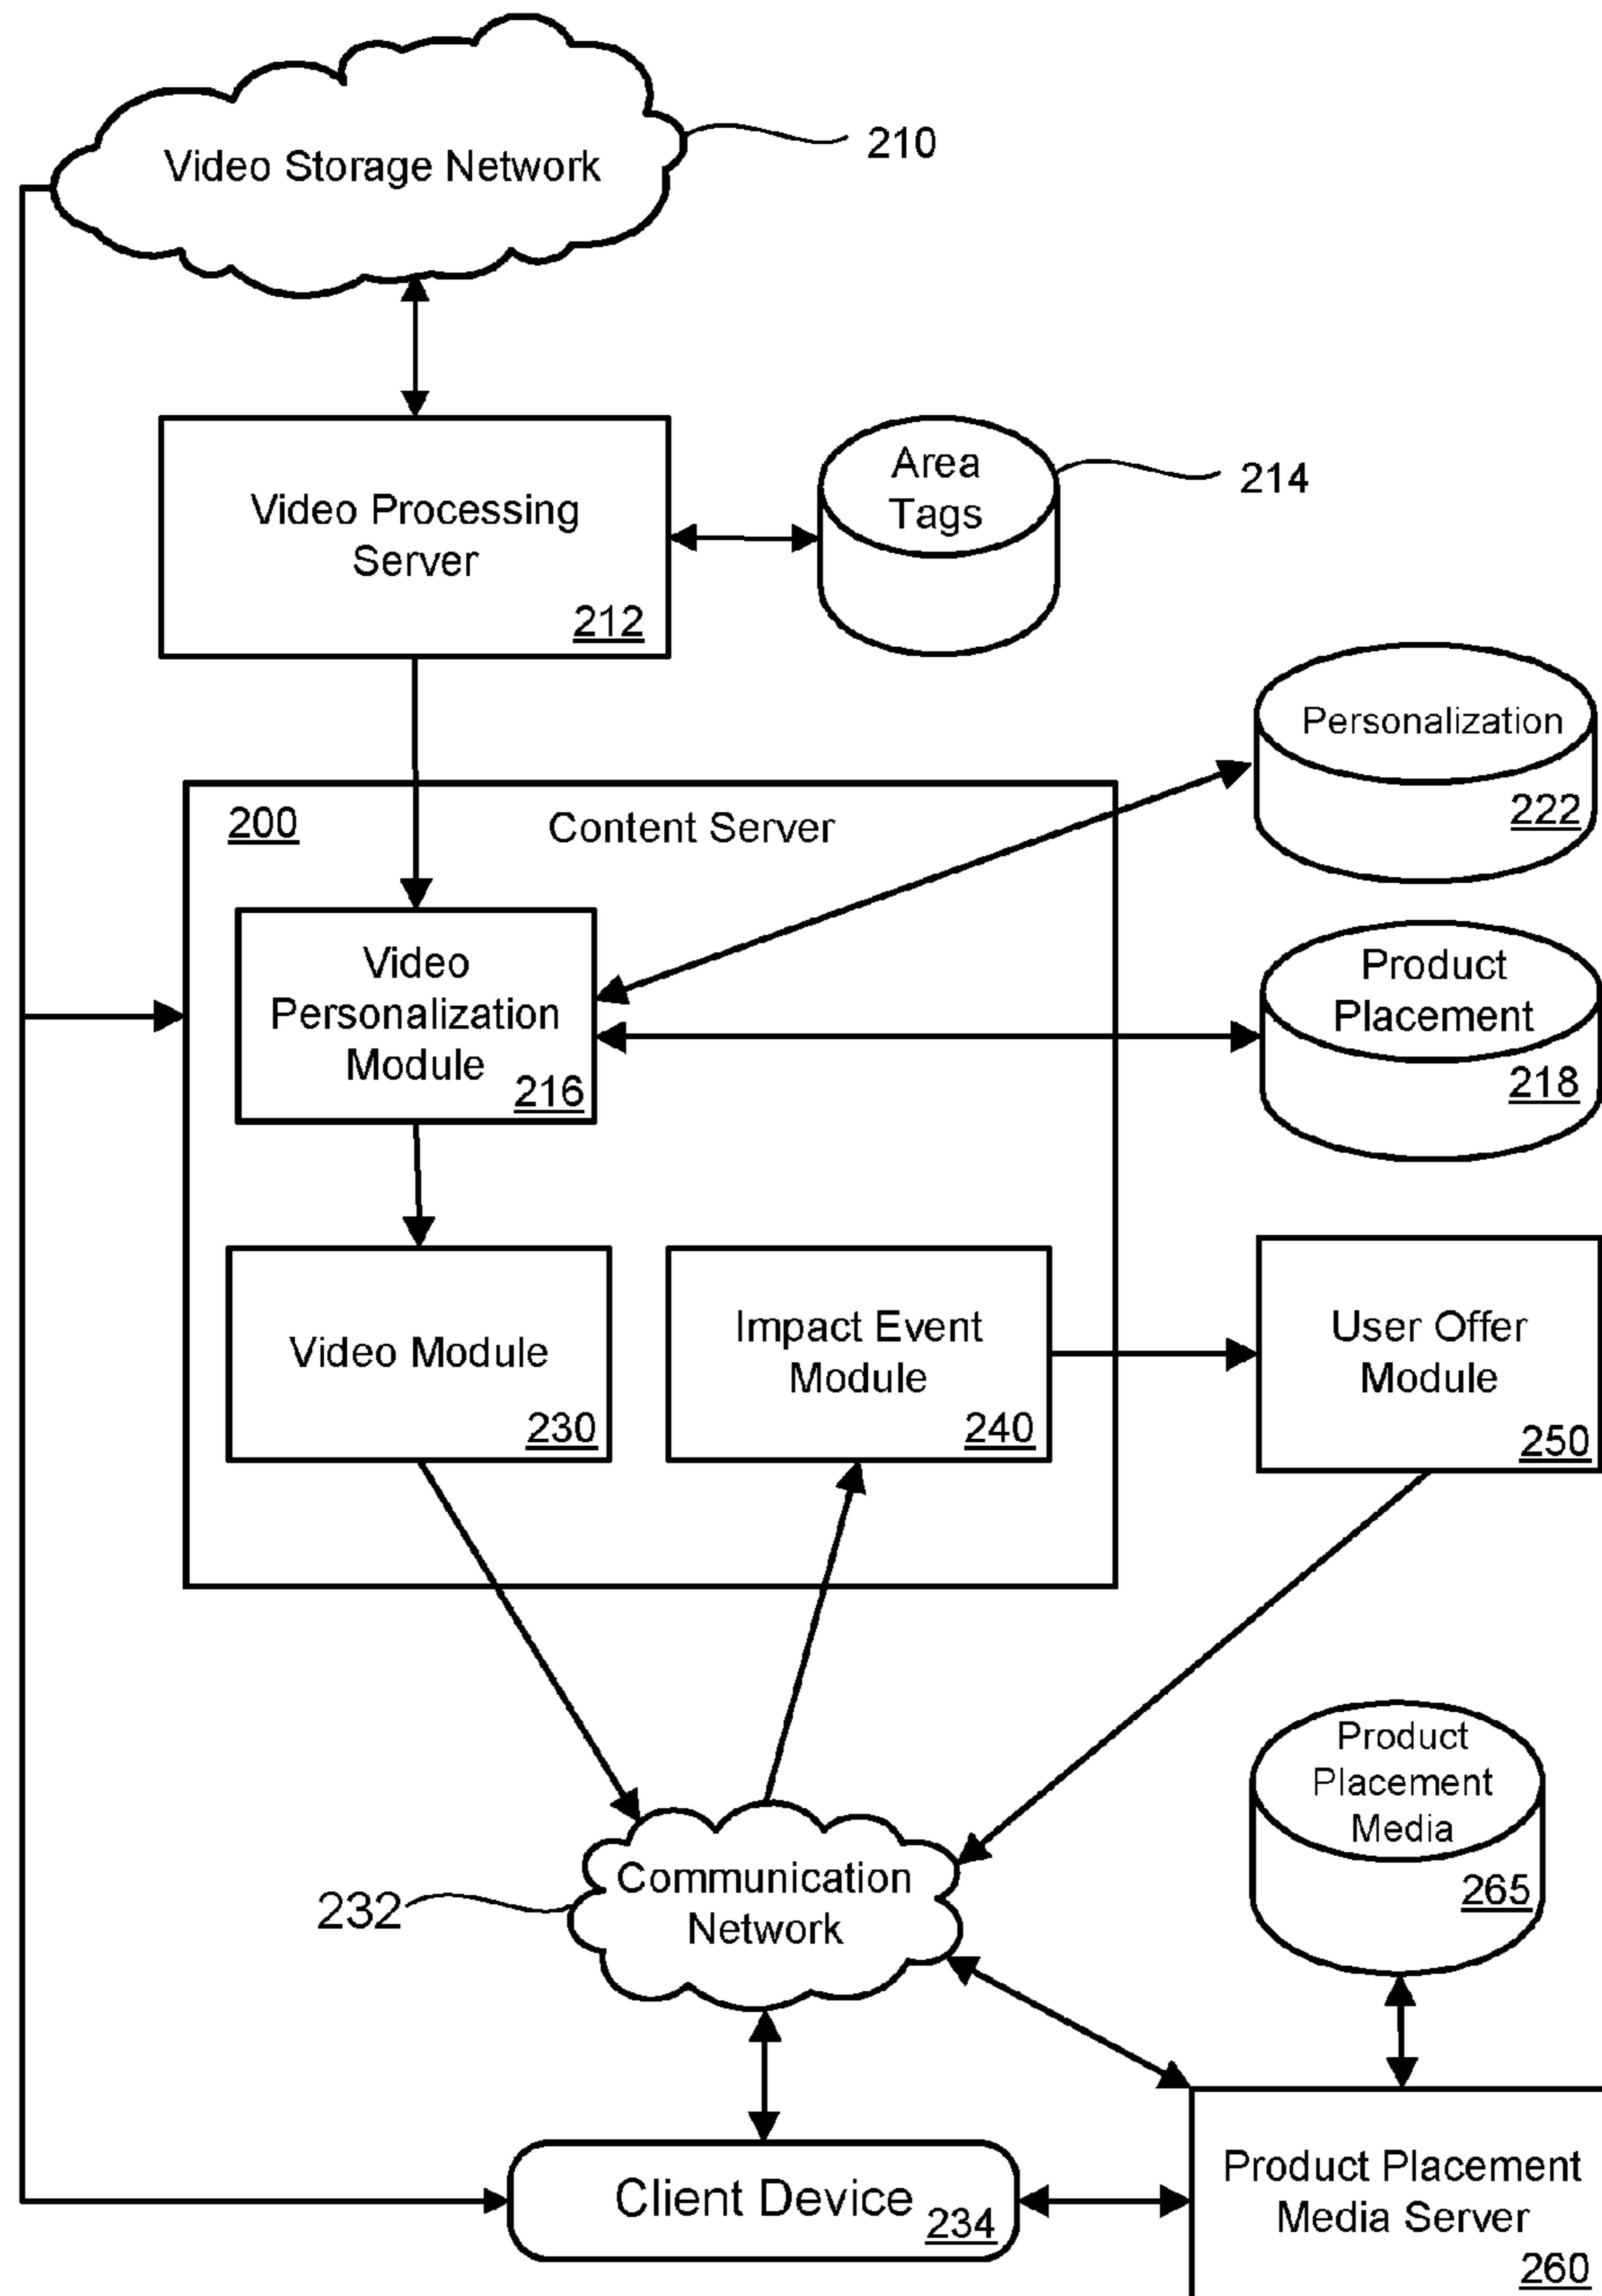 Video Storage Network
210
Video Processing
Server
212
Area
Tags
214
Personalization
222
200
Content Server
Video
Personalization
Module
216
Product
Placement
218
Video Module
230
Impact Event
Module
240
User Offer
Module
250
Product
Placement
Media
265
Communication
Network
232
Client Device
234
Product Placement
Media Server
260